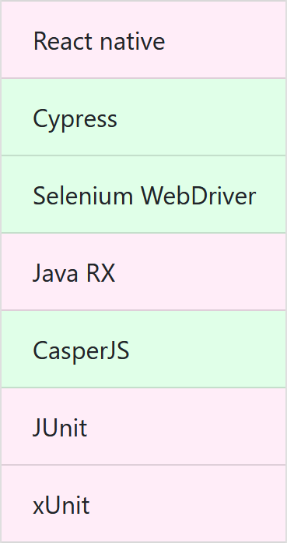 React native
Cypress
Selenium WebDriver
Java RX
CasperJS
JUnit
xUnit